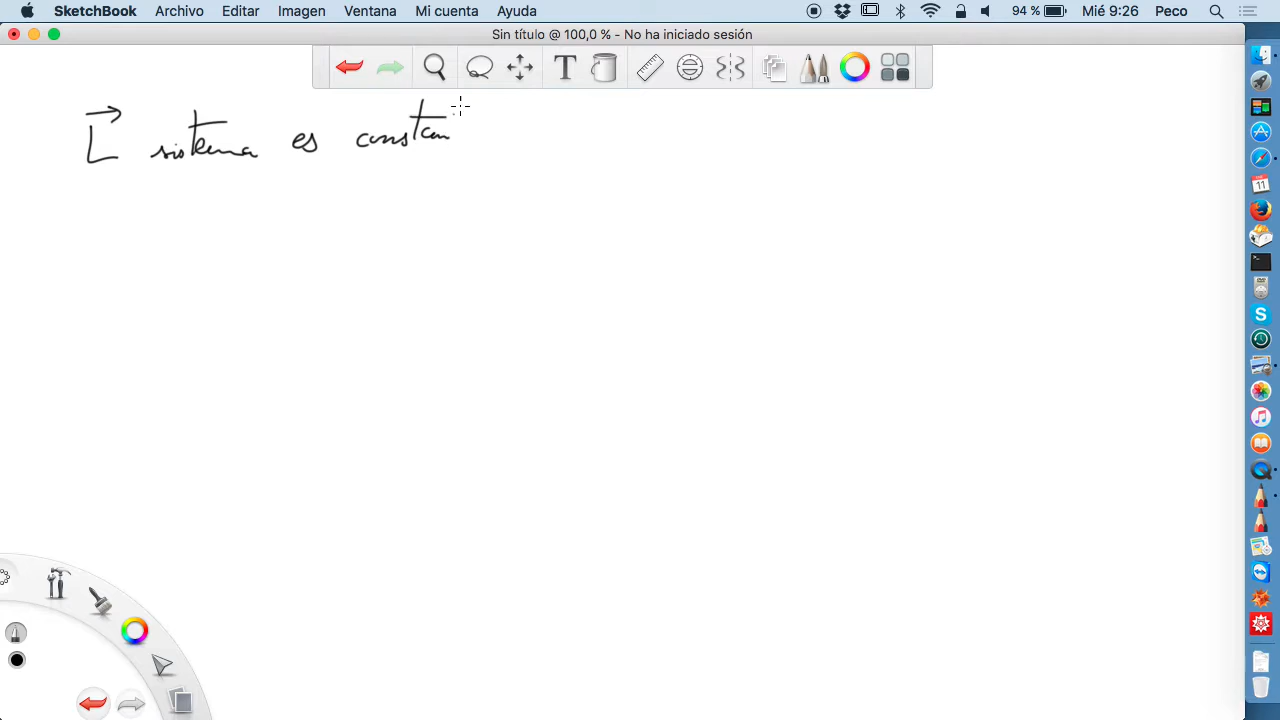 SketchBook Archivo Editar Imagen Ventana Mi cuenta Ayuda 94 % Mié 9:26 Peco
Sin título @ 100,0 % - No ha iniciado sesión
L⃗ sistema es constan